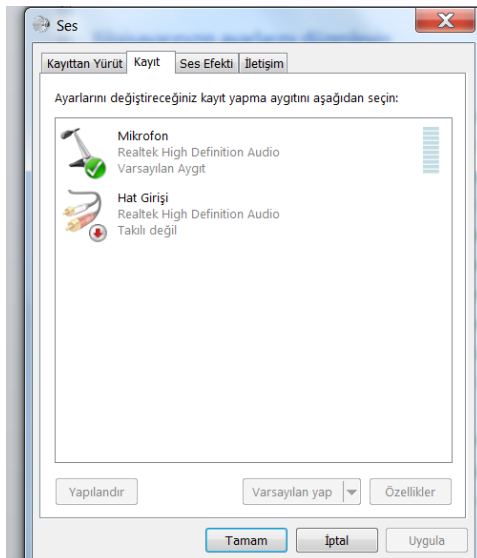 Ses
Kayıttan Yürüt Kayıt Ses Efekti İletişim
Ayarlarını değiştireceğiniz kayıt yapma aygıtını aşağıdan seçin:
Mikrofon
Realtek High Definition Audio
Varsayılan Aygıt
Hat Girişi
Realtek High Definition Audio
Takılı değil
Yapılandır Varsayılan yap Özellikler
Tamam İptal Uygula